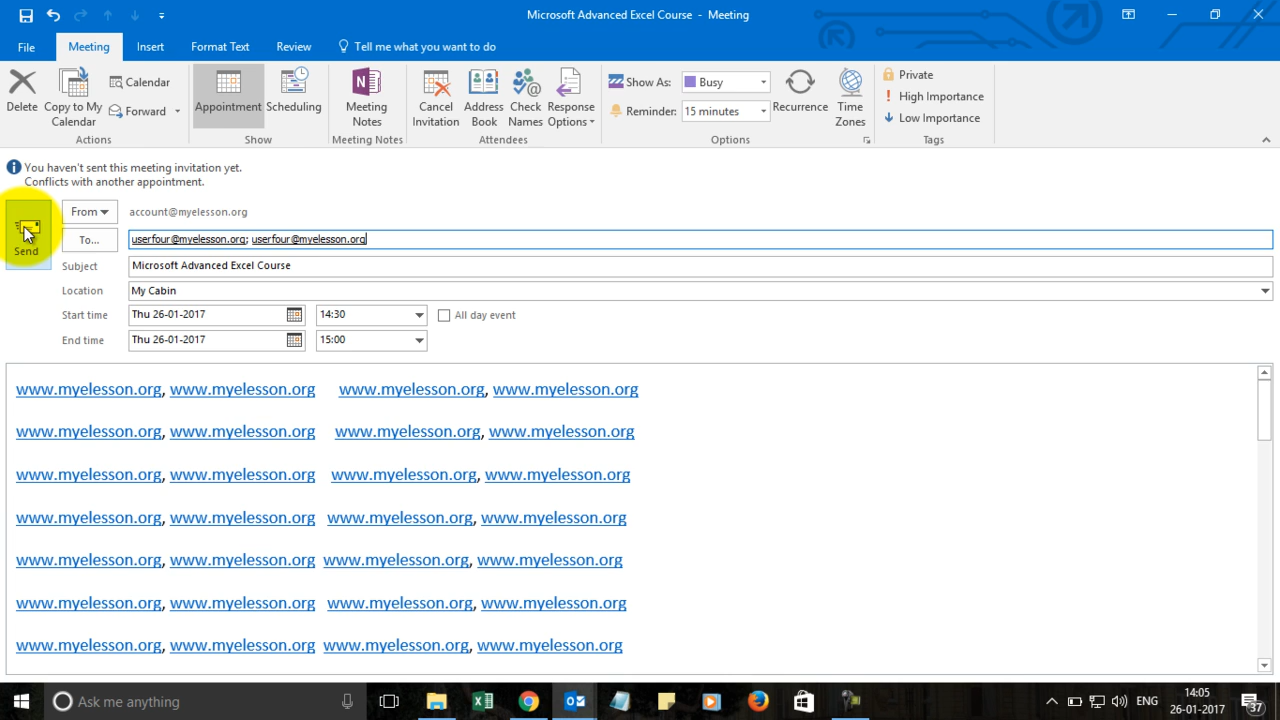 Microsoft Advanced Excel Course - Meeting
File Meeting Insert Format Text Review Tell me what you want to do
Delete
Copy to My Calendar
Calendar
Forward
Actions
Appointment
Scheduling
Show
Meeting Notes
Meeting Notes
Cancel Invitation
Address Book
Check Names
Response Options
Attendees
Show As: Busy
Reminder: 15 minutes
Recurrence
Time Zones
Options
Private
High Importance
Low Importance
Tags
You haven't sent this meeting invitation yet.
Conflicts with another appointment.
Send
From account@myelesson.org
To... userfour@myelesson.org; userfour@myelesson.org
Subject Microsoft Advanced Excel Course
Location My Cabin
Start time Thu 26-01-2017 14:30 All day event
End time Thu 26-01-2017 15:00
www.myelesson.org, www.myelesson.org www.myelesson.org, www.myelesson.org
www.myelesson.org, www.myelesson.org www.myelesson.org, www.myelesson.org
www.myelesson.org, www.myelesson.org www.myelesson.org, www.myelesson.org
www.myelesson.org, www.myelesson.org www.myelesson.org, www.myelesson.org
www.myelesson.org, www.myelesson.org www.myelesson.org, www.myelesson.org
www.myelesson.org, www.myelesson.org www.myelesson.org, www.myelesson.org
www.myelesson.org, www.myelesson.org www.myelesson.org, www.myelesson.org
Ask me anything
ENG
14:05
26-01-2017
37